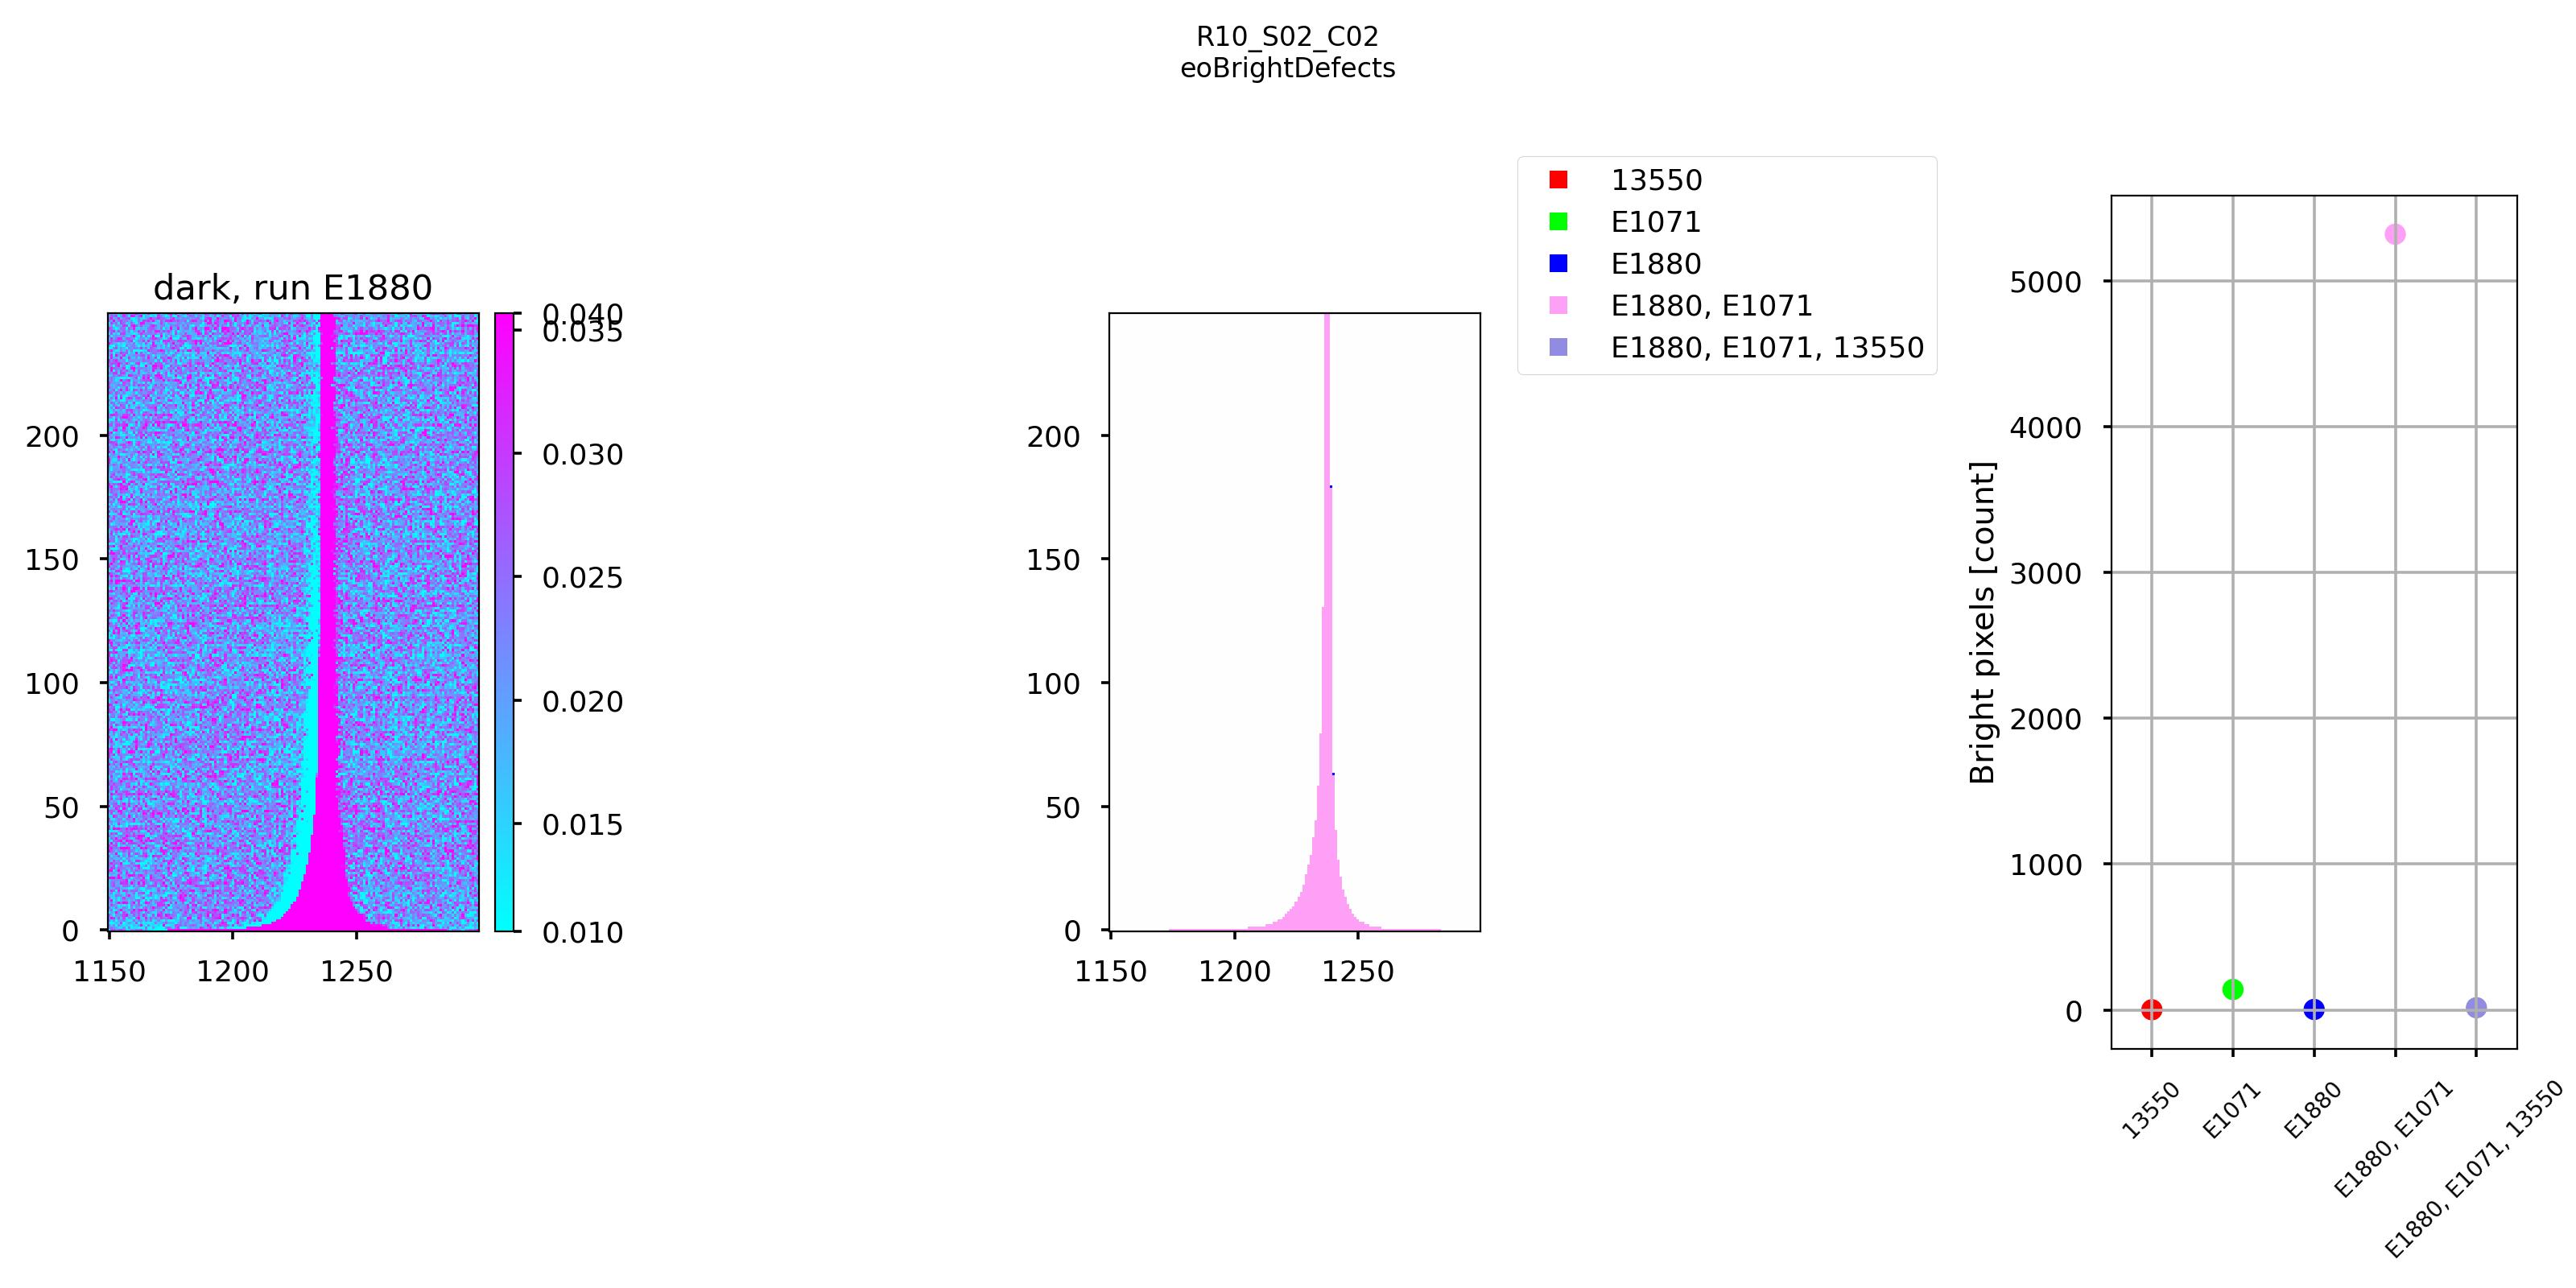 R10_S02_C02
eoBrightDefects
dark, run E1880
200
150
100
50
0
1150 1200 1250
0.040
0.035
0.030
0.025
0.020
0.015
0.010
200
150
100
50
0
1150 1200 1250
13550
E1071
E1880
E1880, E1071
E1880, E1071, 13550
Bright pixels [count]
5000
4000
3000
2000
1000
0
13550
E1071
E1880
E1880, E1071
E1880, E1071, 13550